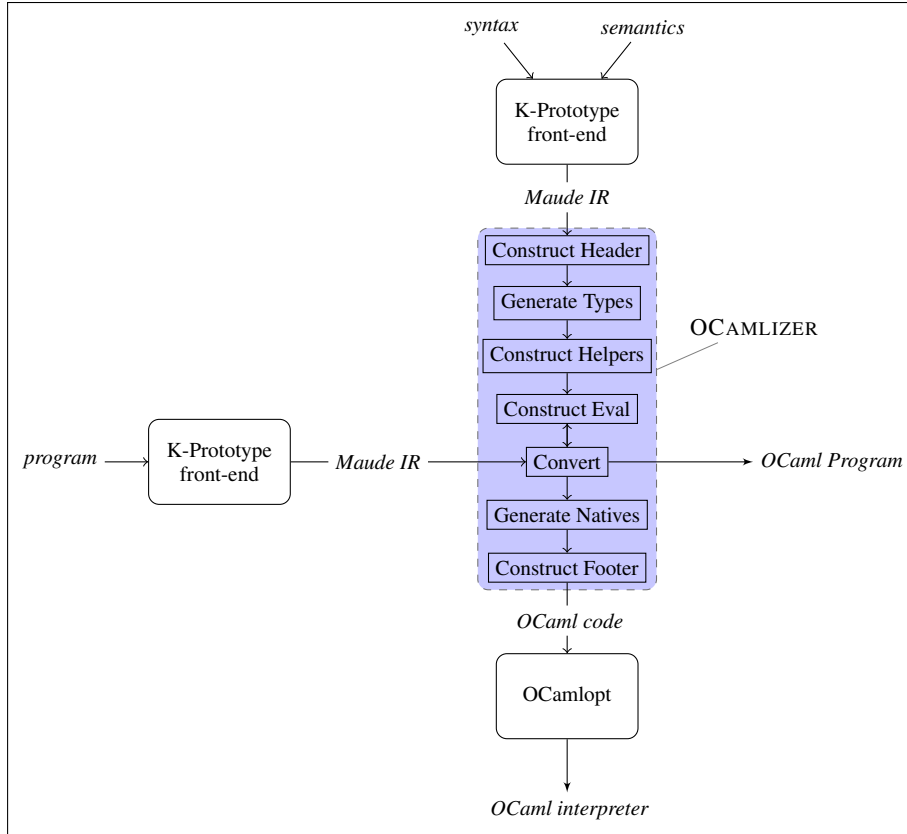 syntax semantics
K-Prototype
front-end
Maude IR
Construct Header
Generate Types
OCAMLIZER
Construct Helpers
Construct Eval
program
K-Prototype
front-end
Maude IR
Convert
OCaml Program
Generate Natives
Construct Footer
OCaml code
OCamlopt
OCaml interpreter